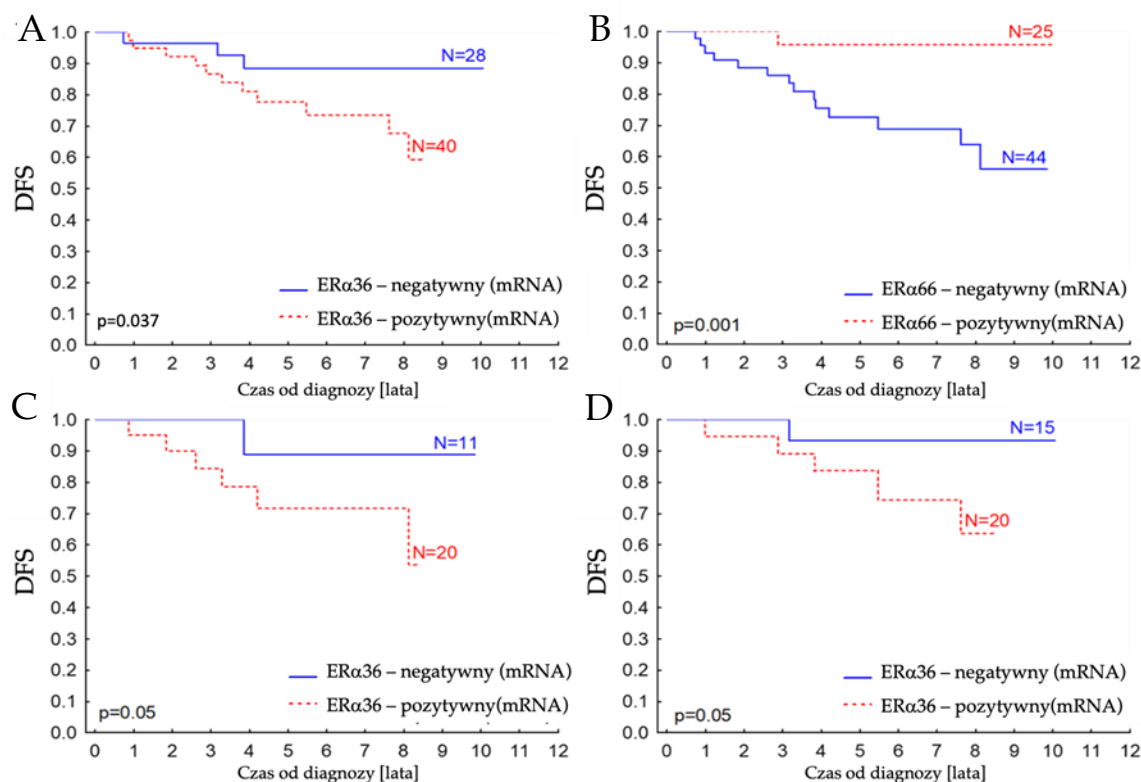 A
1.0
0.9
0.8
0.7
0.6
0.5
0.4
0.3
0.2
0.1
0.0
DFS
N=28
N=40
ERα36 – negatywny (mRNA)
ERα36 – pozytywny(mRNA)
p=0.037
0 1 2 3 4 5 6 7 8 9 10 11 12
Czas od diagnozy [lata]
B
1.0
0.9
0.8
0.7
0.6
0.5
0.4
0.3
0.2
0.1
0.0
DFS
N=25
N=44
ERα66 – negatywny (mRNA)
ERα66 – pozytywny(mRNA)
p=0.001
0 1 2 3 4 5 6 7 8 9 10 11 12
Czas od diagnozy [lata]
C
1.0
0.9
0.8
0.7
0.6
0.5
0.4
0.3
0.2
0.1
0.0
DFS
N=11
N=20
ERα36 – negatywny (mRNA)
ERα36 – pozytywny(mRNA)
p=0.05
0 1 2 3 4 5 6 7 8 9 10 11 12
Czas od diagnozy [lata]
D
1.0
0.9
0.8
0.7
0.6
0.5
0.4
0.3
0.2
0.1
0.0
DFS
N=15
N=20
ERα36 – negatywny (mRNA)
ERα36 – pozytywny(mRNA)
p=0.05
0 1 2 3 4 5 6 7 8 9 10 11 12
Czas od diagnozy [lata]